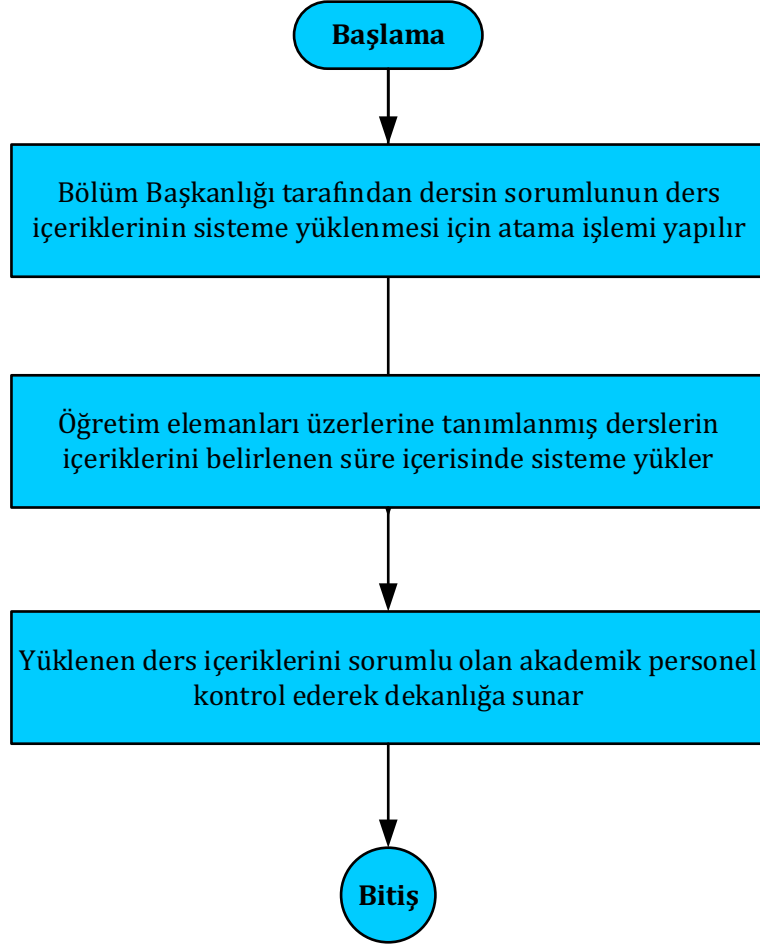 Başlama
Bölüm Başkanlığı tarafından dersin sorumlunun ders
içeriklerinin sisteme yüklenmesi için atama işlemi yapılır
Öğretim elemanları üzerlerine tanımlanmış derslerin
içeriklerini belirlenen süre içerisinde sisteme yükler
Yüklenen ders içeriklerini sorumlu olan akademik personel
kontrol ederek dekanlığa sunar
Bitiş